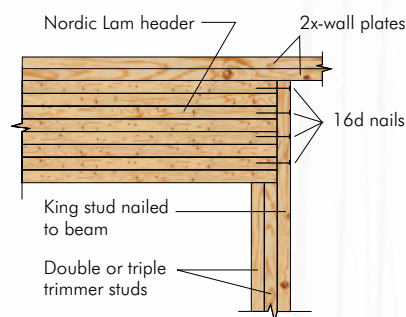 Nordic Lam header
2x-wall plates
16d nails
King stud nailed
to beam
Double or triple
trimmer studs